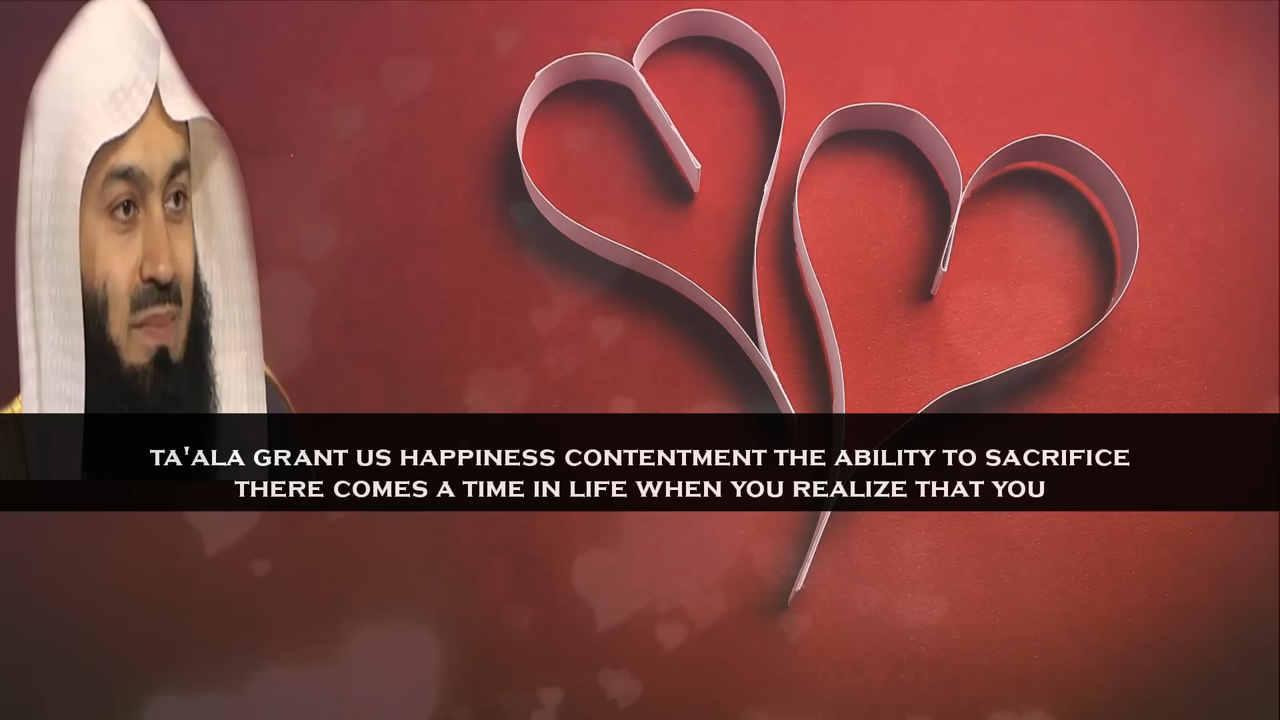 TA'ALA GRANT US HAPPINESS CONTENTMENT THE ABILITY TO SACRIFICE
THERE COMES A TIME IN LIFE WHEN YOU REALIZE THAT YOU